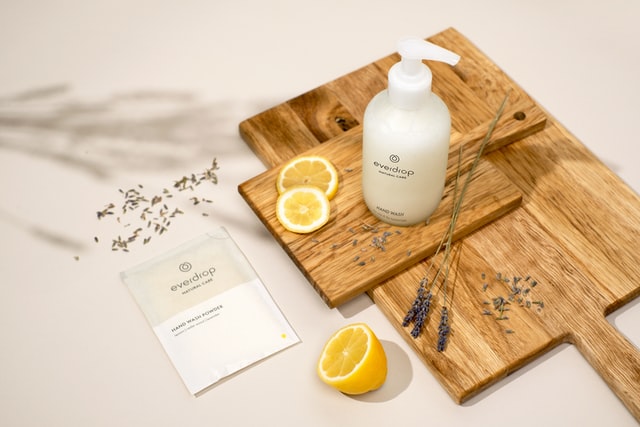 everdrop
NATURAL CARE
HAND WASH
everdrop
NATURAL CARE
HAND WASH POWDER